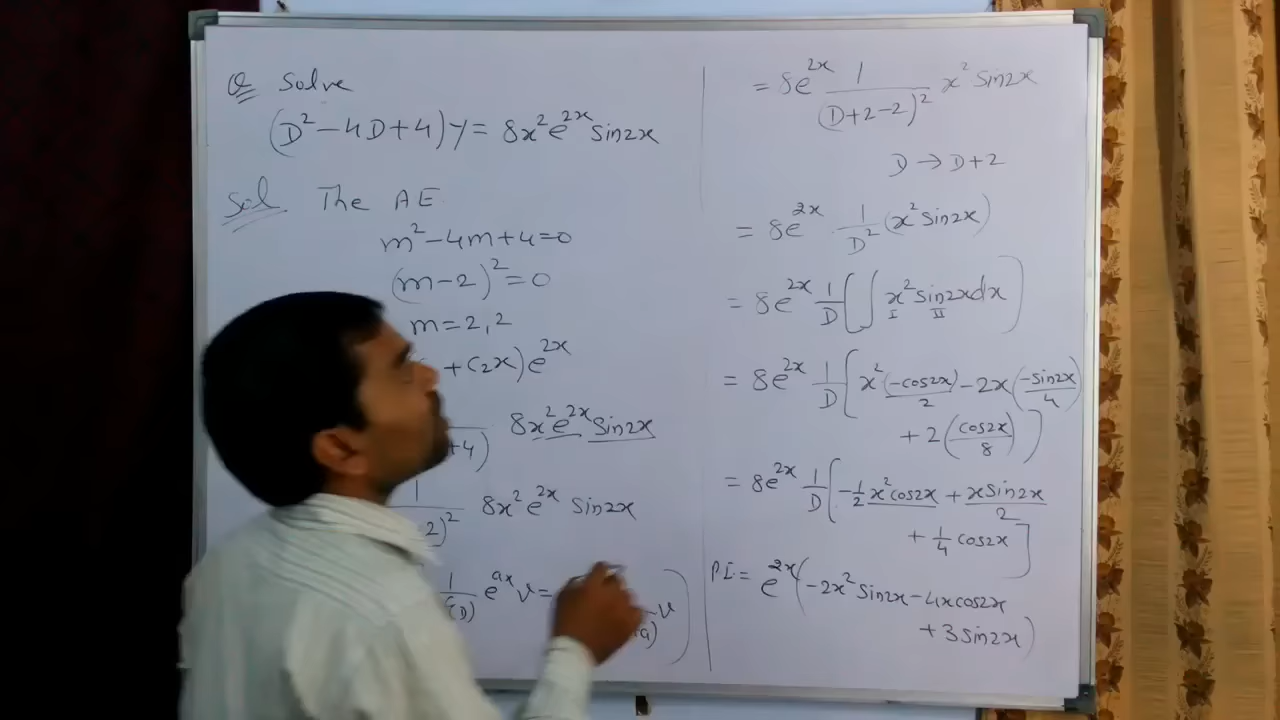 Q Solve
(D²-4D+4)y = 8x²e^2x sin2x
Sol The AE
m²-4m+4=0
(m-2)²=0
m=2,2
+C2x)e^2x
+4) 8x²e^2x sin2x
1/2)² 8x²e^2x sin2x
1/f(D) e^ax v = a) v
= 8e^2x 1/(D+2-2)² x² sin2x
D → D+2
= 8e^2x 1/D² (x² sin2x)
= 8e^2x 1/D [∫ x² sin2x dx]
I II
= 8e^2x 1/D [x² (-cos2x)/2 - 2x (-sin2x/4)
+ 2 (cos2x/8)]
= 8e^2x 1/D [-1/2 x² cos2x + x sin2x/2
+ 1/4 cos2x]
PI = e^2x (-2x² sin2x - 4x cos2x
+ 3 sin2x)